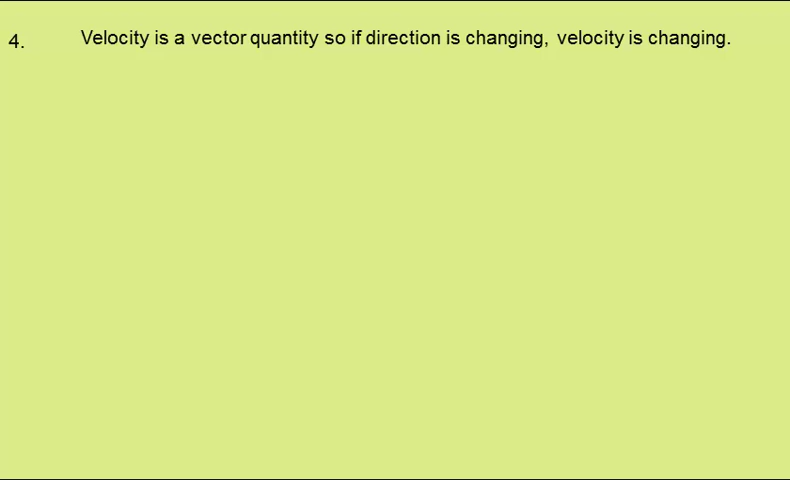 4. Velocity is a vector quantity so if direction is changing, velocity is changing.